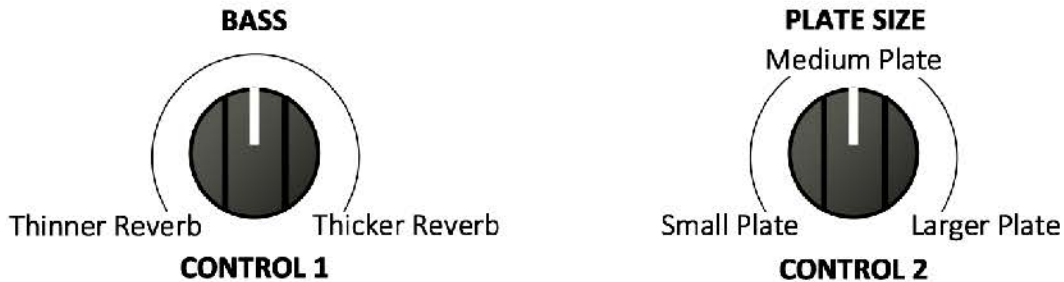 BASS
Thinner Reverb
Thicker Reverb
CONTROL 1
PLATE SIZE
Medium Plate
Small Plate
Larger Plate
CONTROL 2